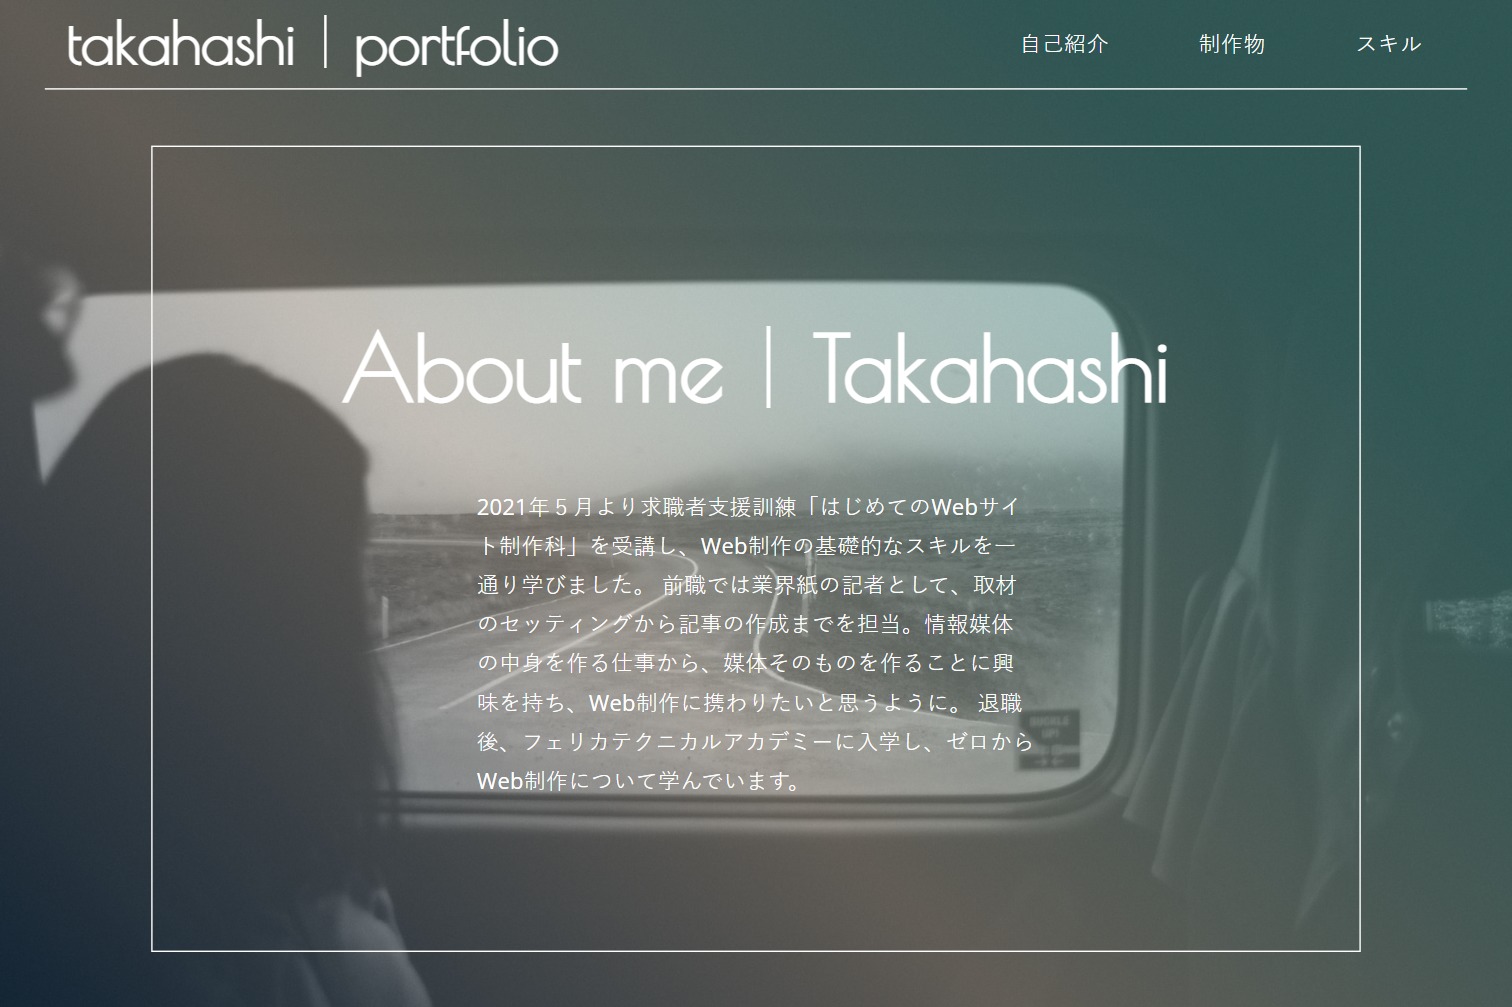 takahashi | portfolio
自己紹介 制作物 スキル
About me | Takahashi
2021年５月より求職者支援訓練「はじめてのWebサイ
ト制作科」を受講し、Web制作の基礎的なスキルを一
通り学びました。 前職では業界紙の記者として、取材
のセッティングから記事の作成までを担当。情報媒体
の中身を作る仕事から、媒体そのものを作ることに興
味を持ち、Web制作に携わりたいと思うように。 退職
後、フェリカテクニカルアカデミーに入学し、ゼロから
Web制作について学んでいます。
BUCKLE
UP!